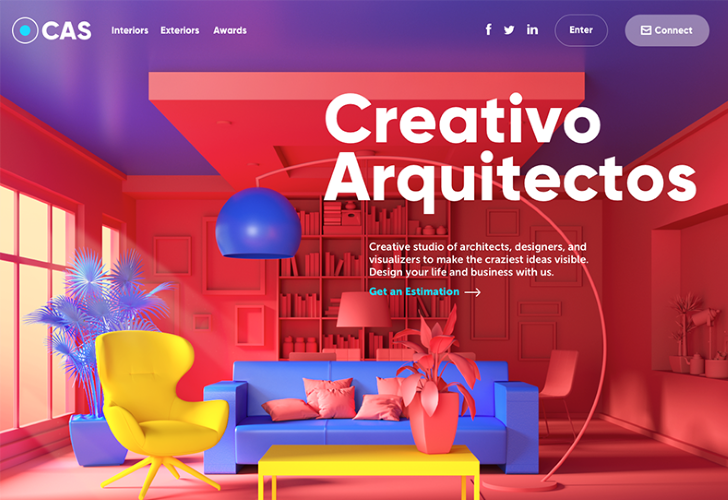 CAS
Interiors
Exteriors
Awards
Enter
Connect
Creativo
Arquitectos
Creative studio of architects, designers, and
visualizers to make the craziest ideas visible.
Design your life and business with us.
Get an Estimation